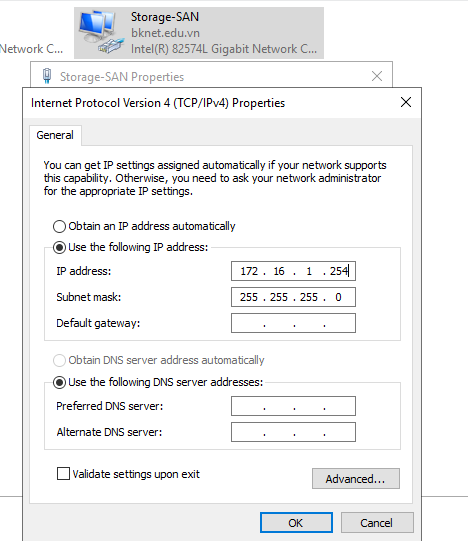 Storage-SAN
bknet.edu.vn
Network C... Intel(R) 82574L Gigabit Network C...
Storage-SAN Properties
Internet Protocol Version 4 (TCP/IPv4) Properties
General
You can get IP settings assigned automatically if your network supports
this capability. Otherwise, you need to ask your network administrator
for the appropriate IP settings.
Obtain an IP address automatically
Use the following IP address:
IP address: 172 . 16 . 1 . 254
Subnet mask: 255 . 255 . 255 . 0
Default gateway: . . .
Obtain DNS server address automatically
Use the following DNS server addresses:
Preferred DNS server: . . .
Alternate DNS server: . . .
Validate settings upon exit
Advanced...
OK Cancel